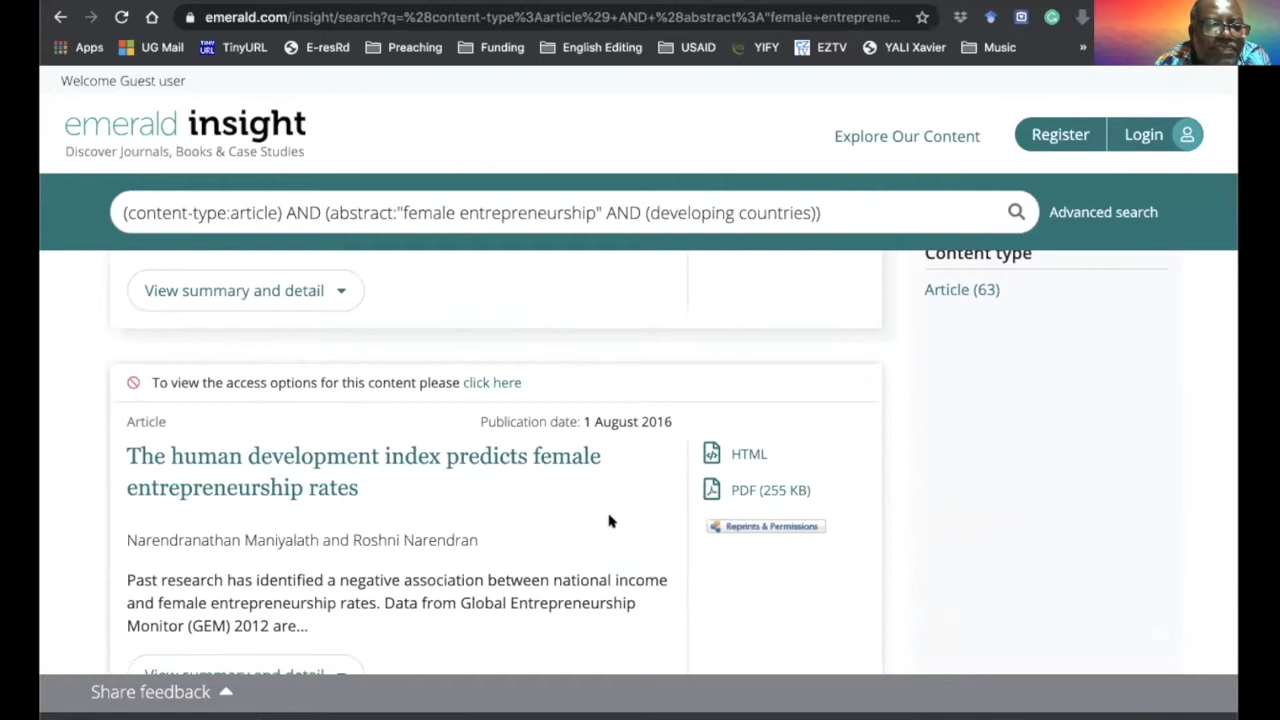 emerald.com/insight/search?q=%28content-type%3Aarticle%29+AND+%28abstract%3A"female+entreprene...
Apps UG Mail TinyURL E-resRd Preaching Funding English Editing USAID YIFY EZTV YALI Xavier Music »
Welcome Guest user
emerald insight
Discover Journals, Books & Case Studies
Explore Our Content
Register Login
(content-type:article) AND (abstract:"female entrepreneurship" AND (developing countries))
Advanced search
Content type
Article (63)
View summary and detail
To view the access options for this content please click here
Article
Publication date: 1 August 2016
The human development index predicts female
entrepreneurship rates
HTML
PDF (255 KB)
Reprints & Permissions
Narendranathan Maniyalath and Roshni Narendran
Past research has identified a negative association between national income
and female entrepreneurship rates. Data from Global Entrepreneurship
Monitor (GEM) 2012 are...
View summary and detail
Share feedback